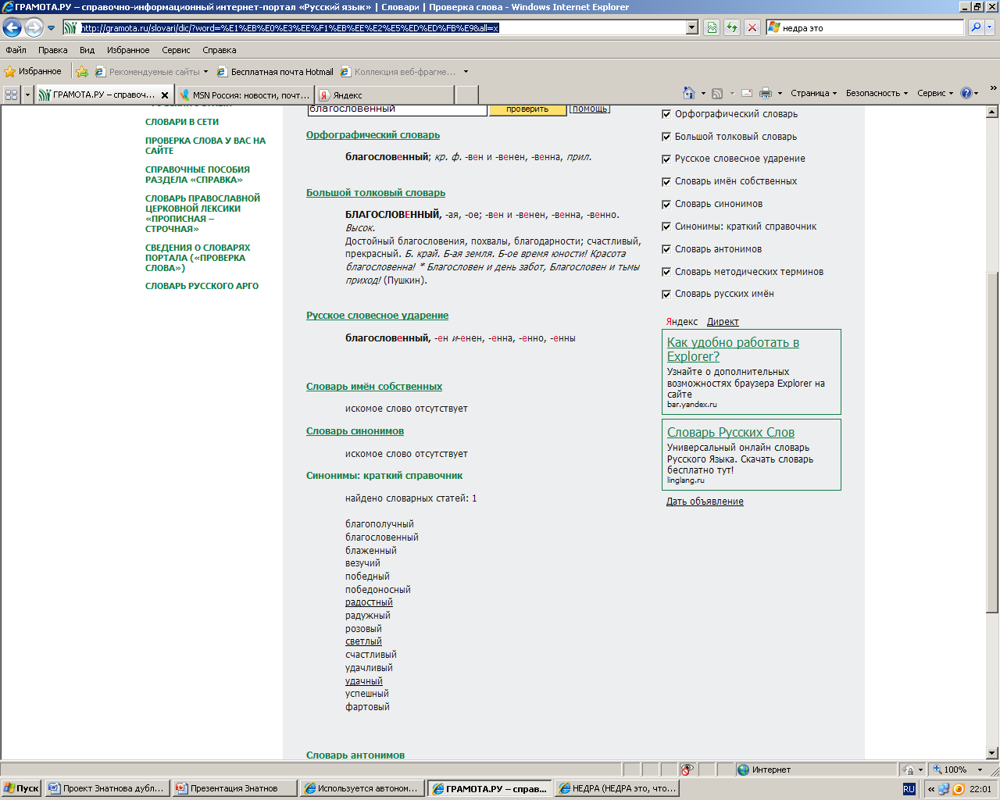 ГРАМОТА.РУ – справочно-информационный интернет-портал «Русский язык» | Словари | Проверка слова - Windows Internet Explorer
http://gramota.ru/slovari/dic/?word=%E1%EB%E0%E3%EE%F1%EB%EE%E2%E5%ED%ED%FB%E9&all=x
недра это
Файл Правка Вид Избранное Сервис Справка
Избранное Рекомендуемые сайты Бесплатная почта Hotmail Коллекция веб-фрагме...
ГРАМОТА.РУ – справоч... MSN Россия: новости, почт... Яндекс Страница Безопасность Сервис
СЛОВАРИ В СЕТИ
ПРОВЕРКА СЛОВА У ВАС НА
САЙТЕ
СПРАВОЧНЫЕ ПОСОБИЯ
РАЗДЕЛА «СПРАВКА»
СЛОВАРЬ ПРАВОСЛАВНОЙ
ЦЕРКОВНОЙ ЛЕКСИКИ
«ПРОПИСНАЯ –
СТРОЧНАЯ»
СВЕДЕНИЯ О СЛОВАРЯХ
ПОРТАЛА («ПРОВЕРКА
СЛОВА»)
СЛОВАРЬ РУССКОГО АРГО
благословенный проверить [помощь]
Орфографический словарь
благословенный; кр. ф. -вен и -венен, -венна, прил.
Большой толковый словарь
БЛАГОСЛОВЕННЫЙ, -ая, -ое; -вен и -венен, -венна, -венно.
Высок.
Достойный благословения, похвалы, благодарности; счастливый,
прекрасный. Б. край. Б-ая земля. Б-ое время юности! Красота
благословенна! * Благословен и день забот, Благословен и тьмы
приход! (Пушкин).
Русское словесное ударение
благословенный, -ен и-енен, -енна, -енно, -енны
Словарь имён собственных
искомое слово отсутствует
Словарь синонимов
искомое слово отсутствует
Синонимы: краткий справочник
найдено словарных статей: 1
благополучный
благословенный
блаженный
везучий
победный
победоносный
радостный
радужный
розовый
светлый
счастливый
удачливый
удачный
успешный
фартовый
Словарь антонимов
Орфографический словарь
Большой толковый словарь
Русское словесное ударение
Словарь имён собственных
Словарь синонимов
Синонимы: краткий справочник
Словарь антонимов
Словарь методических терминов
Словарь русских имён
Яндекс Директ
Как удобно работать в
Explorer?
Узнайте о дополнительных
возможностях браузера Explorer на
сайте
bar.yandex.ru
Словарь Русских Слов
Универсальный онлайн словарь
Русского Языка. Скачать словарь
бесплатно тут!
linglang.ru
Дать объявление
Интернет 100%
Пуск Проект Знатнова дубл... Презентация Знатнов Используется автоном... ГРАМОТА.РУ – справ... НЕДРА (НЕДРА это, что... RU 22:01